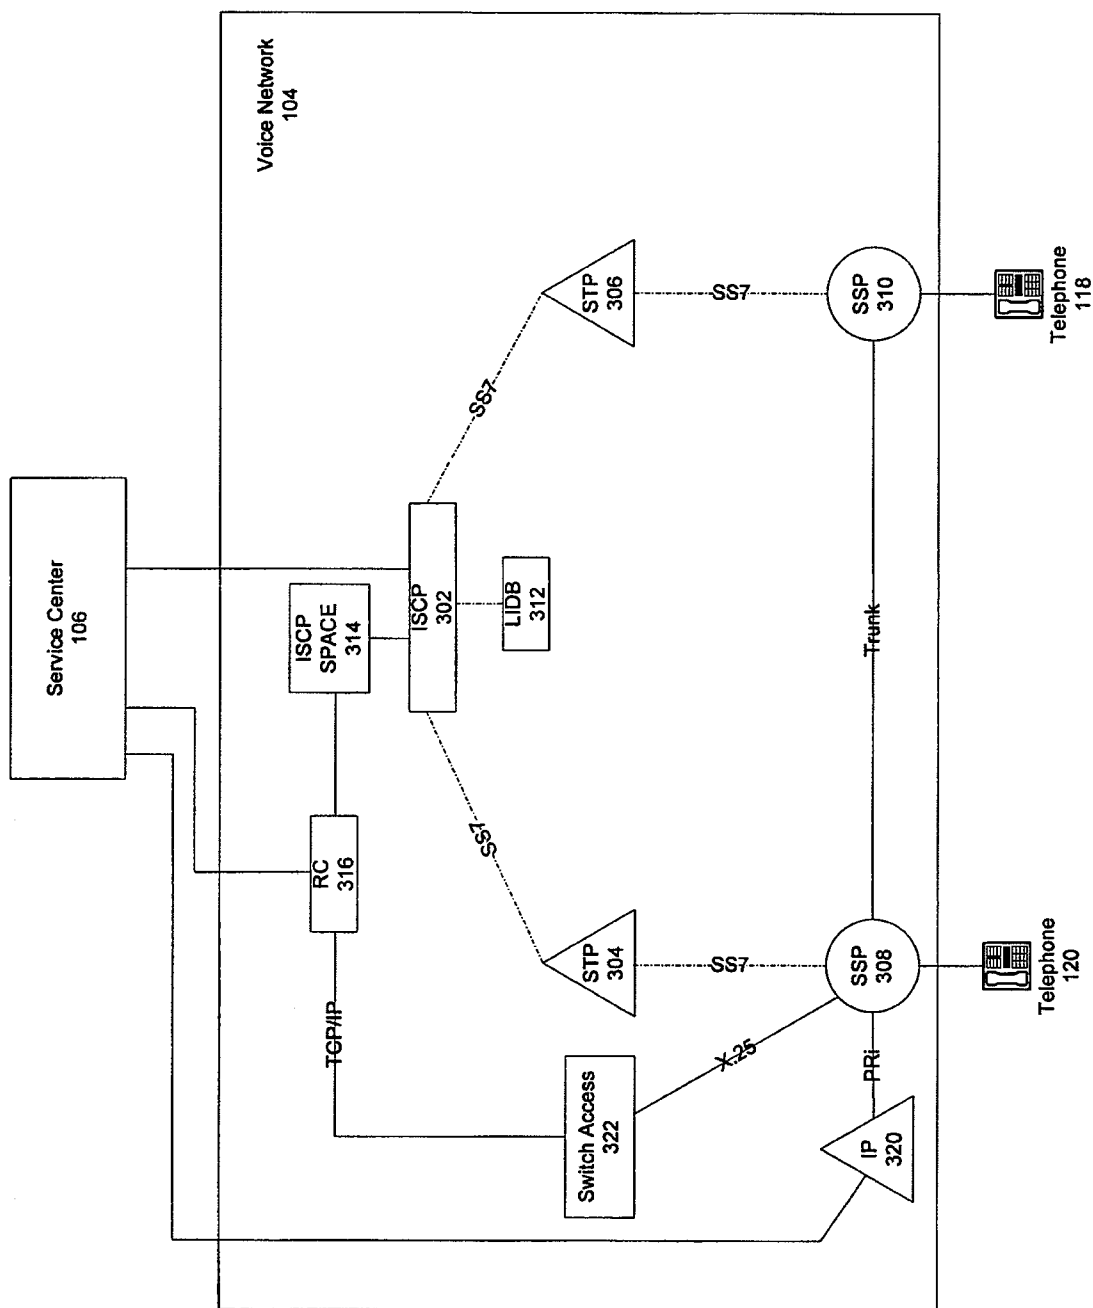 Service Center
106
Voice Network
104
ISCP
SPACE
314
RC
316
ISCP
302
LIDB
312
SS7
SS7
TCP/IP
STP
304
STP
306
Switch Access
322
SS7
SS7
X.25
IP
320
PRi
SSP
308
Trunk
SSP
310
Telephone
120
Telephone
118